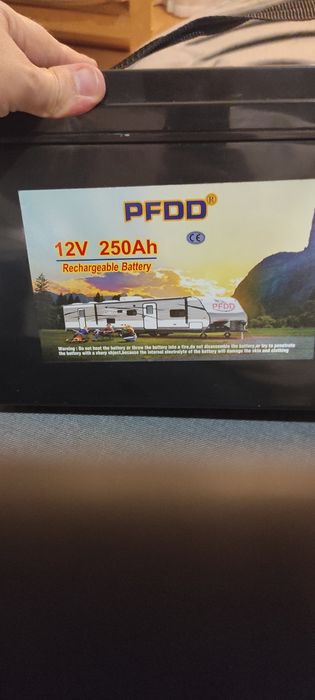 PFDD®
CE
12V 250Ah
Rechargeable Battery
PFDD
Warning : Do not heat the battery or throw the battery into a fire,do not disassemble the battery,or try to penetrate
the battery with a sharp object,because the internal electrolyte of the battery will damage the skin and clothing